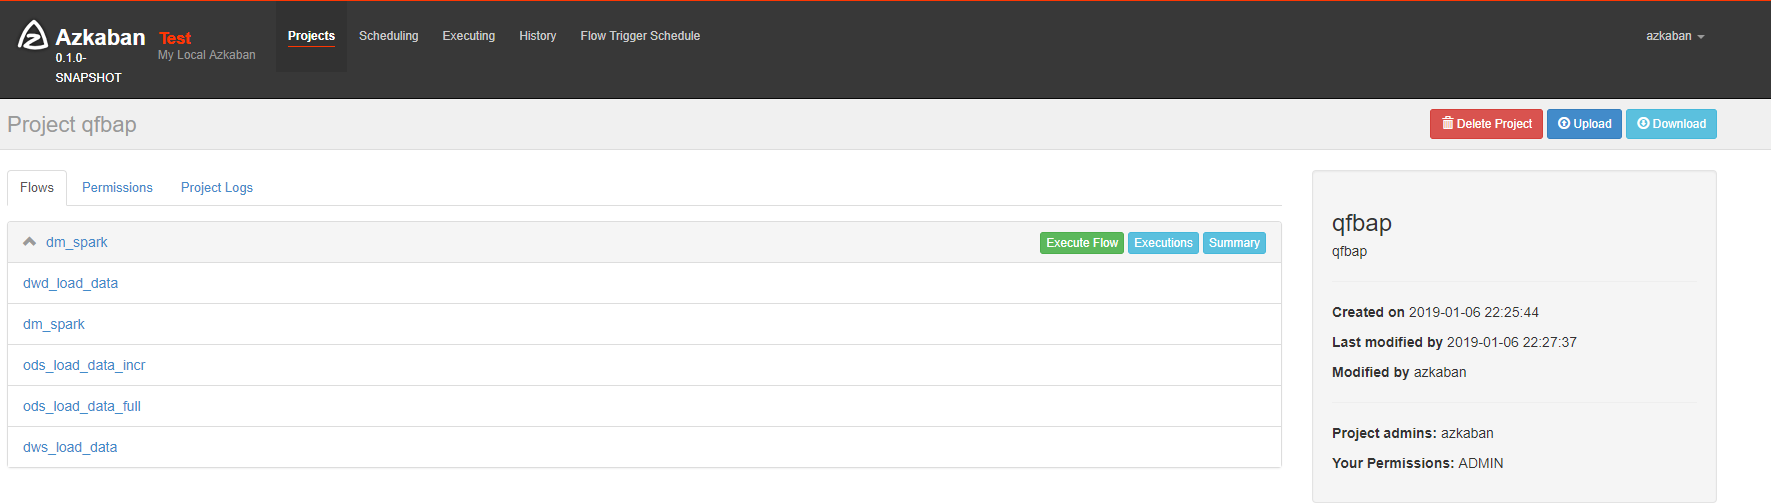 Azkaban Test
0.1.0-
SNAPSHOT
My Local Azkaban
Projects Scheduling Executing History Flow Trigger Schedule azkaban
Project qfbap Delete Project Upload Download
Flows Permissions Project Logs
dm_spark Execute Flow Executions Summary
dwd_load_data
dm_spark
ods_load_data_incr
ods_load_data_full
dws_load_data
qfbap
qfbap
Created on 2019-01-06 22:25:44
Last modified by 2019-01-06 22:27:37
Modified by azkaban
Project admins: azkaban
Your Permissions: ADMIN